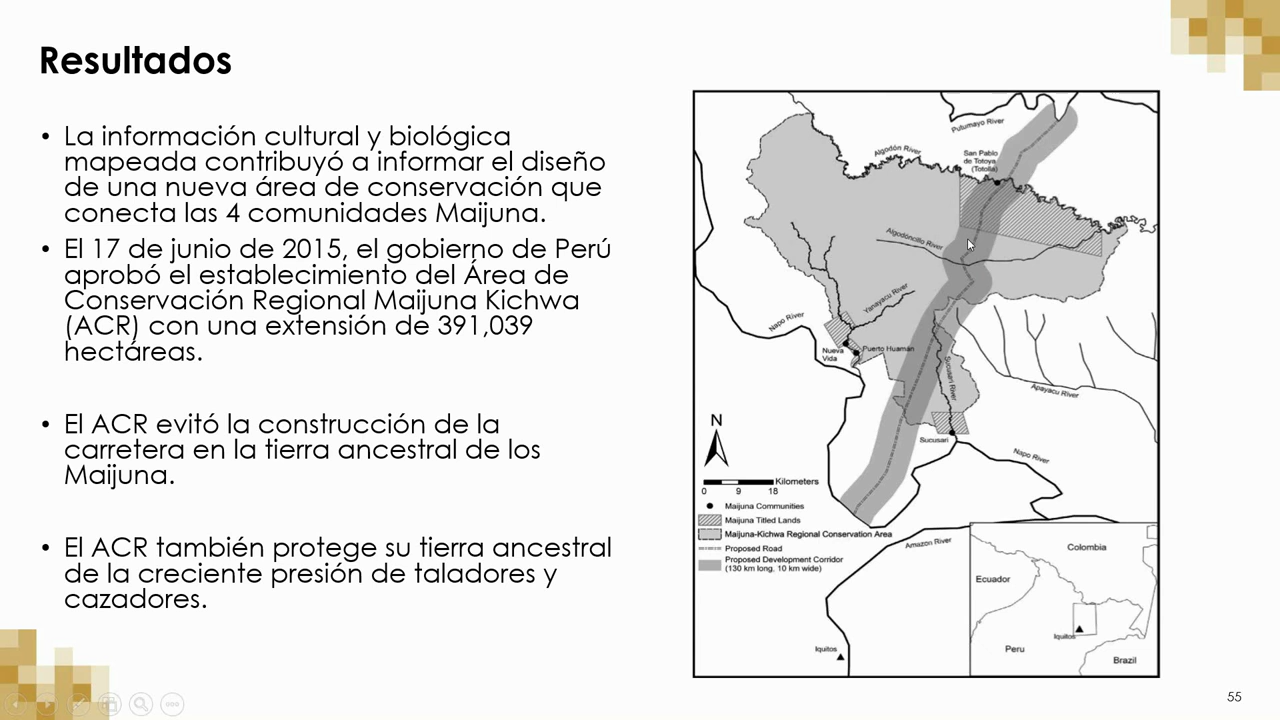 Resultados
• La información cultural y biológica
mapeada contribuyó a informar el diseño
de una nueva área de conservación que
conecta las 4 comunidades Maijuna.
• El 17 de junio de 2015, el gobierno de Perú
aprobó el establecimiento del Área de
Conservación Regional Maijuna Kichwa
(ACR) con una extensión de 391,039
hectáreas.
• El ACR evitó la construcción de la
carretera en la tierra ancestral de los
Maijuna.
• El ACR también protege su tierra ancestral
de la creciente presión de taladores y
cazadores.
Putumayo River
Algodón River
San Pablo
de Totoya
(Totolla)
Algodoncillo River
Yanayacu River
Napo River
Nueva
Vida
Puerto Huamán
Sucusari River
Apayacu River
Sucusari
Napo River
N
Kilometers
0 9 18
Maijuna Communities
Maijuna Titled Lands
Maijuna-Kichwa Regional Conservation Area
Proposed Road
Proposed Development Corridor
(130 km long, 10 km wide)
Amazon River
Iquitos
Colombia
Ecuador
Iquitos
Peru
Brazil
55